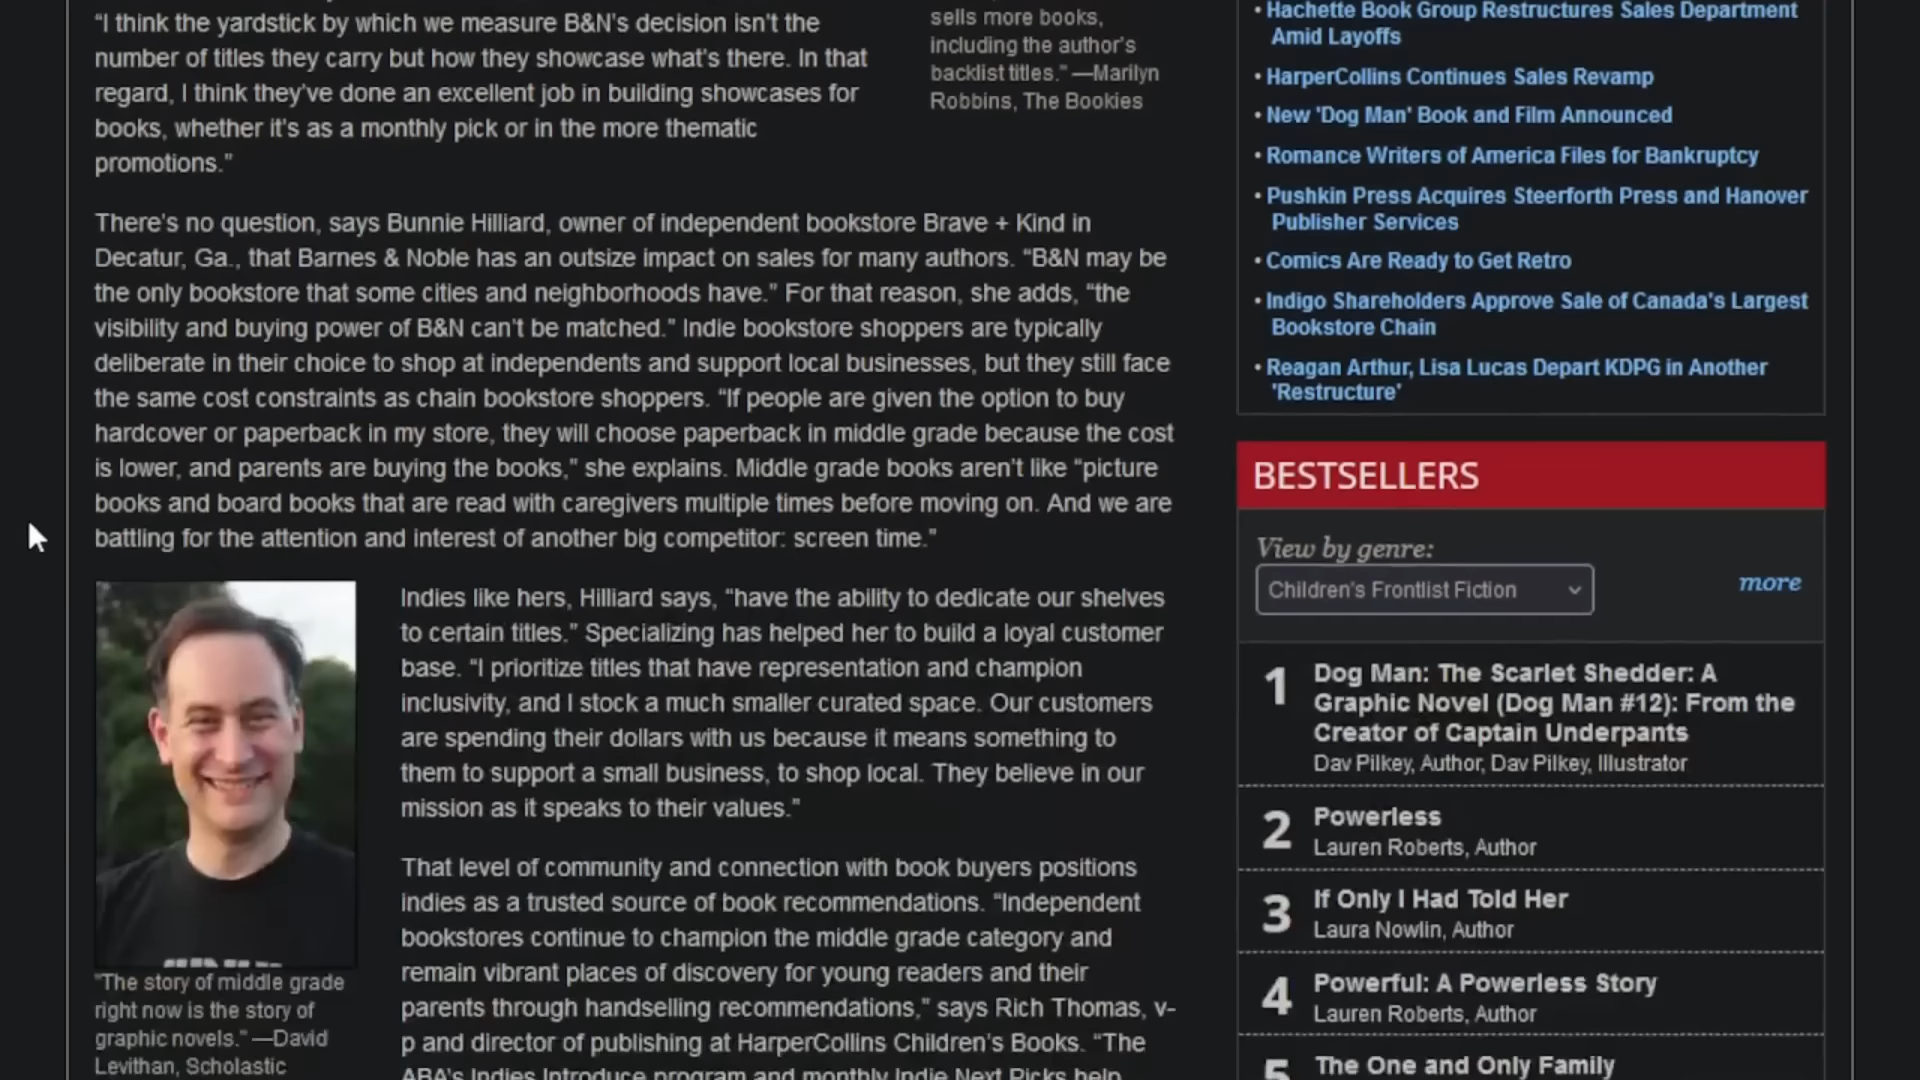 “I think the yardstick by which we measure B&N’s decision isn’t the
number of titles they carry but how they showcase what’s there. In that
regard, I think they’ve done an excellent job in building showcases for
books, whether it’s as a monthly pick or in the more thematic
promotions.”
sells more books,
including the author’s
backlist titles.” —Marilyn
Robbins, The Bookies
There’s no question, says Bunnie Hilliard, owner of independent bookstore Brave + Kind in
Decatur, Ga., that Barnes & Noble has an outsize impact on sales for many authors. “B&N may be
the only bookstore that some cities and neighborhoods have.” For that reason, she adds, “the
visibility and buying power of B&N can’t be matched.” Indie bookstore shoppers are typically
deliberate in their choice to shop at independents and support local businesses, but they still face
the same cost constraints as chain bookstore shoppers. “If people are given the option to buy
hardcover or paperback in my store, they will choose paperback in middle grade because the cost
is lower, and parents are buying the books,” she explains. Middle grade books aren’t like “picture
books and board books that are read with caregivers multiple times before moving on. And we are
battling for the attention and interest of another big competitor: screen time.”
Indies like hers, Hilliard says, “have the ability to dedicate our shelves
to certain titles.” Specializing has helped her to build a loyal customer
base. “I prioritize titles that have representation and champion
inclusivity, and I stock a much smaller curated space. Our customers
are spending their dollars with us because it means something to
them to support a small business, to shop local. They believe in our
mission as it speaks to their values.”
That level of community and connection with book buyers positions
indies as a trusted source of book recommendations. “Independent
bookstores continue to champion the middle grade category and
remain vibrant places of discovery for young readers and their
parents through handselling recommendations,” says Rich Thomas, v-
p and director of publishing at HarperCollins Children’s Books. “The
ABA’s Indies Introduce program and monthly Indie Next Picks help
“The story of middle grade
right now is the story of
graphic novels.” —David
Levithan, Scholastic
• Hachette Book Group Restructures Sales Department
Amid Layoffs
• HarperCollins Continues Sales Revamp
• New 'Dog Man' Book and Film Announced
• Romance Writers of America Files for Bankruptcy
• Pushkin Press Acquires Steerforth Press and Hanover
Publisher Services
• Comics Are Ready to Get Retro
• Indigo Shareholders Approve Sale of Canada's Largest
Bookstore Chain
• Reagan Arthur, Lisa Lucas Depart KDPG in Another
'Restructure'
BESTSELLERS
View by genre:
Children's Frontlist Fiction
more
1 Dog Man: The Scarlet Shedder: A
Graphic Novel (Dog Man #12): From the
Creator of Captain Underpants
Dav Pilkey, Author, Dav Pilkey, Illustrator
2 Powerless
Lauren Roberts, Author
3 If Only I Had Told Her
Laura Nowlin, Author
4 Powerful: A Powerless Story
Lauren Roberts, Author
5 The One and Only Family